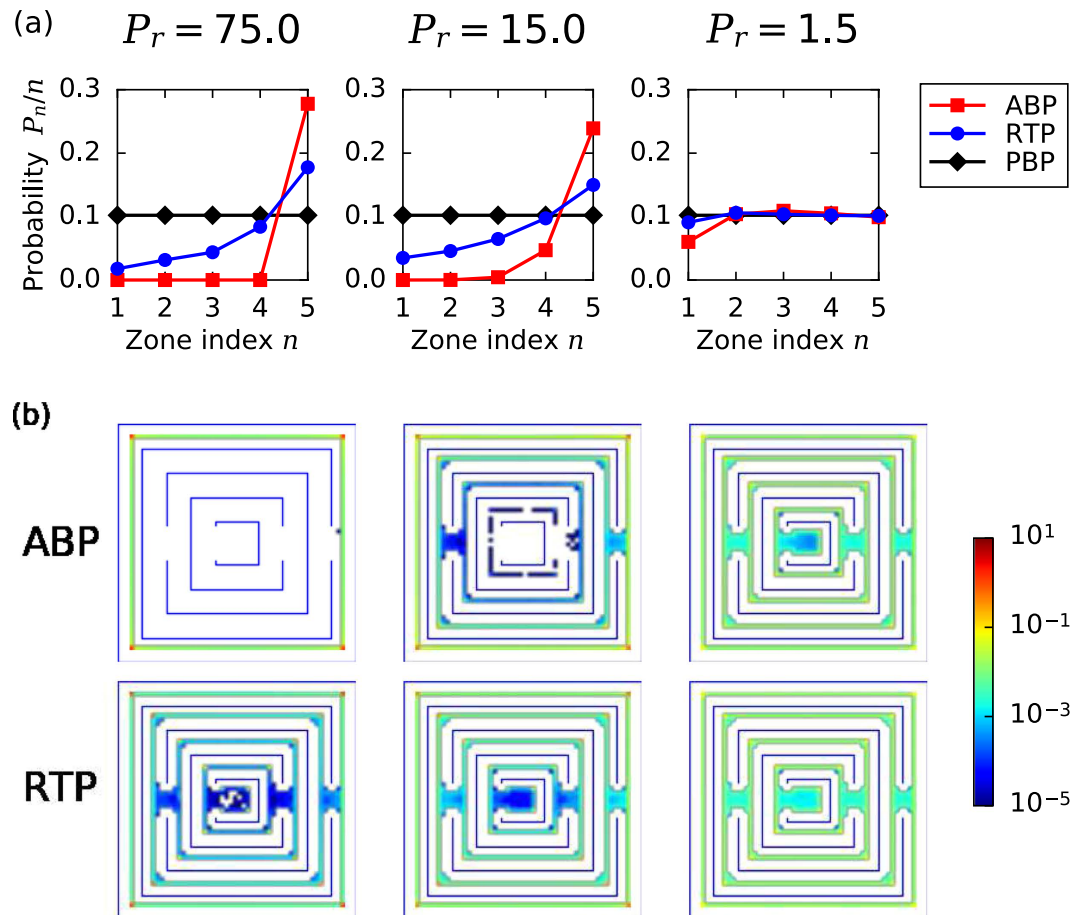 (a)
P_r = 75.0
P_r = 15.0
P_r = 1.5
Probability P_n/n
0.3
0.2
0.1
0.0
1 2 3 4 5
Zone index n
0.3
0.2
0.1
0.0
1 2 3 4 5
Zone index n
0.3
0.2
0.1
0.0
1 2 3 4 5
Zone index n
ABP
RTP
PBP
(b)
ABP
RTP
10^1
10^−1
10^−3
10^−5